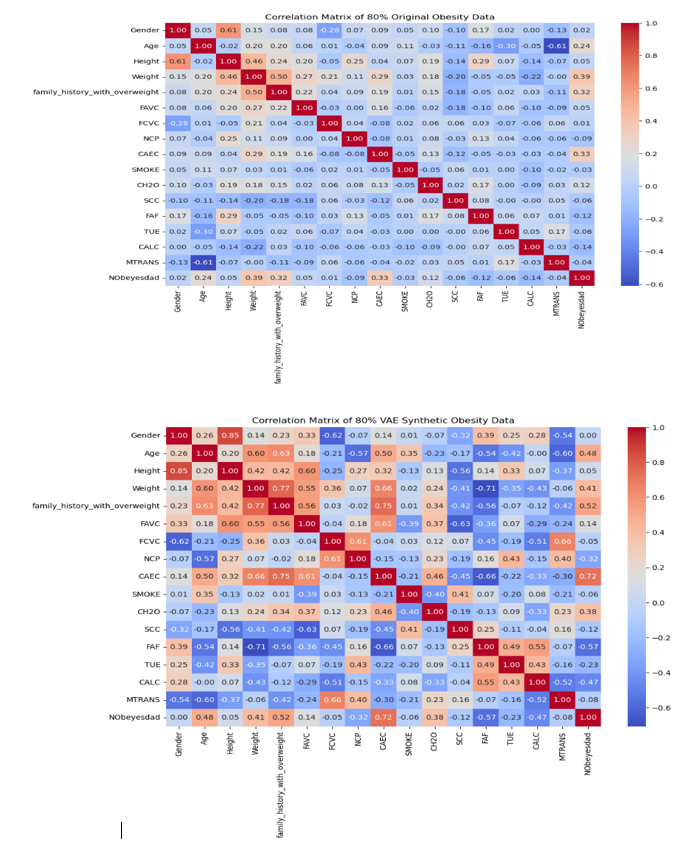 Correlation Matrix of 80% Original Obesity Data
Gender 1.00 0.05 0.61 0.15 0.08 0.08 -0.28 0.07 0.09 0.05 0.10 -0.10 0.17 0.02 0.00 -0.13 0.02
Age 0.05 1.00 -0.02 0.20 0.20 0.06 0.01 -0.04 0.09 0.11 -0.03 -0.11 -0.16 -0.30 -0.05 -0.61 0.24
Height 0.61 -0.02 1.00 0.46 0.24 0.20 -0.05 0.25 0.04 0.07 0.19 -0.14 0.29 0.07 -0.14 -0.07 0.05
Weight 0.15 0.20 0.46 1.00 0.50 0.27 0.21 0.11 0.29 0.03 0.18 -0.20 -0.05 -0.05 -0.22 -0.00 0.39
family_history_with_overweight 0.08 0.20 0.24 0.50 1.00 0.22 0.04 0.09 0.19 0.01 0.15 -0.18 -0.05 0.02 0.03 -0.11 0.32
FAVC 0.08 0.06 0.20 0.27 0.22 1.00 -0.03 0.00 0.16 -0.06 0.02 -0.18 -0.10 0.06 -0.10 -0.09 0.05
FCVC -0.28 0.01 -0.05 0.21 0.04 -0.03 1.00 0.04 -0.08 0.02 0.06 0.06 0.03 -0.07 -0.06 0.06 0.01
NCP 0.07 -0.04 0.25 0.11 0.09 0.00 0.04 1.00 -0.08 0.01 0.08 -0.03 0.13 0.04 -0.06 -0.06 -0.09
CAEC 0.09 0.09 0.04 0.29 0.19 0.16 -0.08 -0.08 1.00 -0.05 0.13 -0.12 -0.05 -0.03 -0.03 -0.04 0.33
SMOKE 0.05 0.11 0.07 0.03 0.01 -0.06 0.02 0.01 -0.05 1.00 -0.05 0.06 0.01 0.00 -0.10 -0.02 -0.03
CH2O 0.10 -0.03 0.19 0.18 0.15 0.02 0.06 0.08 0.13 -0.05 1.00 0.02 0.17 0.00 -0.09 0.03 0.12
SCC -0.10 -0.11 -0.14 -0.20 -0.18 -0.18 0.06 -0.03 -0.12 0.06 0.02 1.00 0.08 -0.00 -0.00 0.05 -0.06
FAF 0.17 -0.16 0.29 -0.05 -0.05 -0.10 0.03 0.13 -0.05 0.01 0.17 0.08 1.00 0.06 0.07 0.01 -0.12
TUE 0.02 -0.30 0.07 -0.05 0.02 0.06 -0.07 0.04 -0.03 0.00 0.00 -0.00 0.06 1.00 0.05 0.17 -0.06
CALC 0.00 -0.05 -0.14 -0.22 0.03 -0.10 -0.06 -0.06 -0.03 -0.10 -0.09 -0.00 0.07 0.05 1.00 -0.03 -0.14
MTRANS -0.13 -0.61 -0.07 -0.00 -0.11 -0.09 0.06 -0.06 -0.04 -0.02 0.03 0.05 0.01 0.17 -0.03 1.00 -0.04
NObeyesdad 0.02 0.24 0.05 0.39 0.32 0.05 0.01 -0.09 0.33 -0.03 0.12 -0.06 -0.12 -0.06 -0.14 -0.04 1.00
Gender Age Height Weight family_history_with_overweight FAVC FCVC NCP CAEC SMOKE CH2O SCC FAF TUE CALC MTRANS NObeyesdad
1.0
0.8
0.6
0.4
0.2
0.0
-0.2
-0.4
-0.6
Correlation Matrix of 80% VAE Synthetic Obesity Data
Gender 1.00 0.26 0.85 0.14 0.23 0.33 -0.62 -0.07 0.14 0.01 -0.07 -0.32 0.39 0.25 0.28 -0.54 0.00
Age 0.26 1.00 0.20 0.60 0.63 0.18 -0.21 -0.57 0.50 0.35 -0.23 -0.17 -0.54 -0.42 -0.00 -0.60 0.48
Height 0.85 0.20 1.00 0.42 0.42 0.60 -0.25 0.27 0.32 -0.13 0.13 -0.56 0.14 0.33 0.07 -0.37 0.05
Weight 0.14 0.60 0.42 1.00 0.77 0.55 0.36 0.07 0.66 0.02 0.24 -0.41 -0.71 -0.35 -0.43 -0.06 0.41
family_history_with_overweight 0.23 0.63 0.42 0.77 1.00 0.56 -0.03 -0.02 0.75 0.01 0.34 -0.42 -0.56 -0.07 -0.12 -0.42 0.52
FAVC 0.33 0.18 0.60 0.55 0.56 1.00 -0.04 0.18 0.61 -0.39 0.37 -0.63 -0.36 0.07 -0.29 -0.24 0.14
FCVC -0.62 -0.21 -0.25 0.36 -0.03 -0.04 1.00 0.61 -0.04 0.03 0.12 0.07 -0.45 -0.19 -0.51 0.66 -0.05
NCP -0.07 -0.57 0.27 0.07 -0.02 0.18 0.61 1.00 -0.15 -0.13 0.23 -0.19 0.16 0.43 -0.15 0.40 -0.32
CAEC 0.14 0.50 0.32 0.66 0.75 0.61 -0.04 -0.15 1.00 -0.21 0.46 -0.45 -0.66 -0.22 -0.33 -0.30 0.72
SMOKE 0.01 0.35 -0.13 0.02 0.01 -0.39 0.03 -0.13 -0.21 1.00 -0.40 0.41 0.07 -0.20 0.08 -0.21 -0.06
CH2O -0.07 -0.23 0.13 0.24 0.34 0.37 0.12 0.23 0.46 -0.40 1.00 -0.19 -0.13 0.09 -0.33 0.23 0.38
SCC -0.32 -0.17 -0.56 -0.41 -0.42 -0.63 0.07 -0.19 -0.45 0.41 -0.19 1.00 0.25 -0.11 -0.04 0.16 -0.12
FAF 0.39 -0.54 0.14 -0.71 -0.56 -0.36 -0.45 0.16 -0.66 0.07 -0.13 0.25 1.00 0.49 0.55 -0.07 -0.57
TUE 0.25 -0.42 0.33 -0.35 -0.07 0.07 -0.19 0.43 -0.22 -0.20 0.09 -0.11 0.49 1.00 0.43 -0.16 -0.23
CALC 0.28 -0.00 0.07 -0.43 -0.12 -0.29 -0.51 -0.15 -0.33 0.08 -0.33 -0.04 0.55 0.43 1.00 -0.52 -0.47
MTRANS -0.54 -0.60 -0.37 -0.06 -0.42 -0.24 0.66 0.40 -0.30 -0.21 0.23 0.16 -0.07 -0.16 -0.52 1.00 -0.08
NObeyesdad 0.00 0.48 0.05 0.41 0.52 0.14 -0.05 -0.32 0.72 -0.06 0.38 -0.12 -0.57 -0.23 -0.47 -0.08 1.00
Gender Age Height Weight family_history_with_overweight FAVC FCVC NCP CAEC SMOKE CH2O SCC FAF TUE CALC MTRANS NObeyesdad
1.0
0.8
0.6
0.4
0.2
0.0
-0.2
-0.4
-0.6